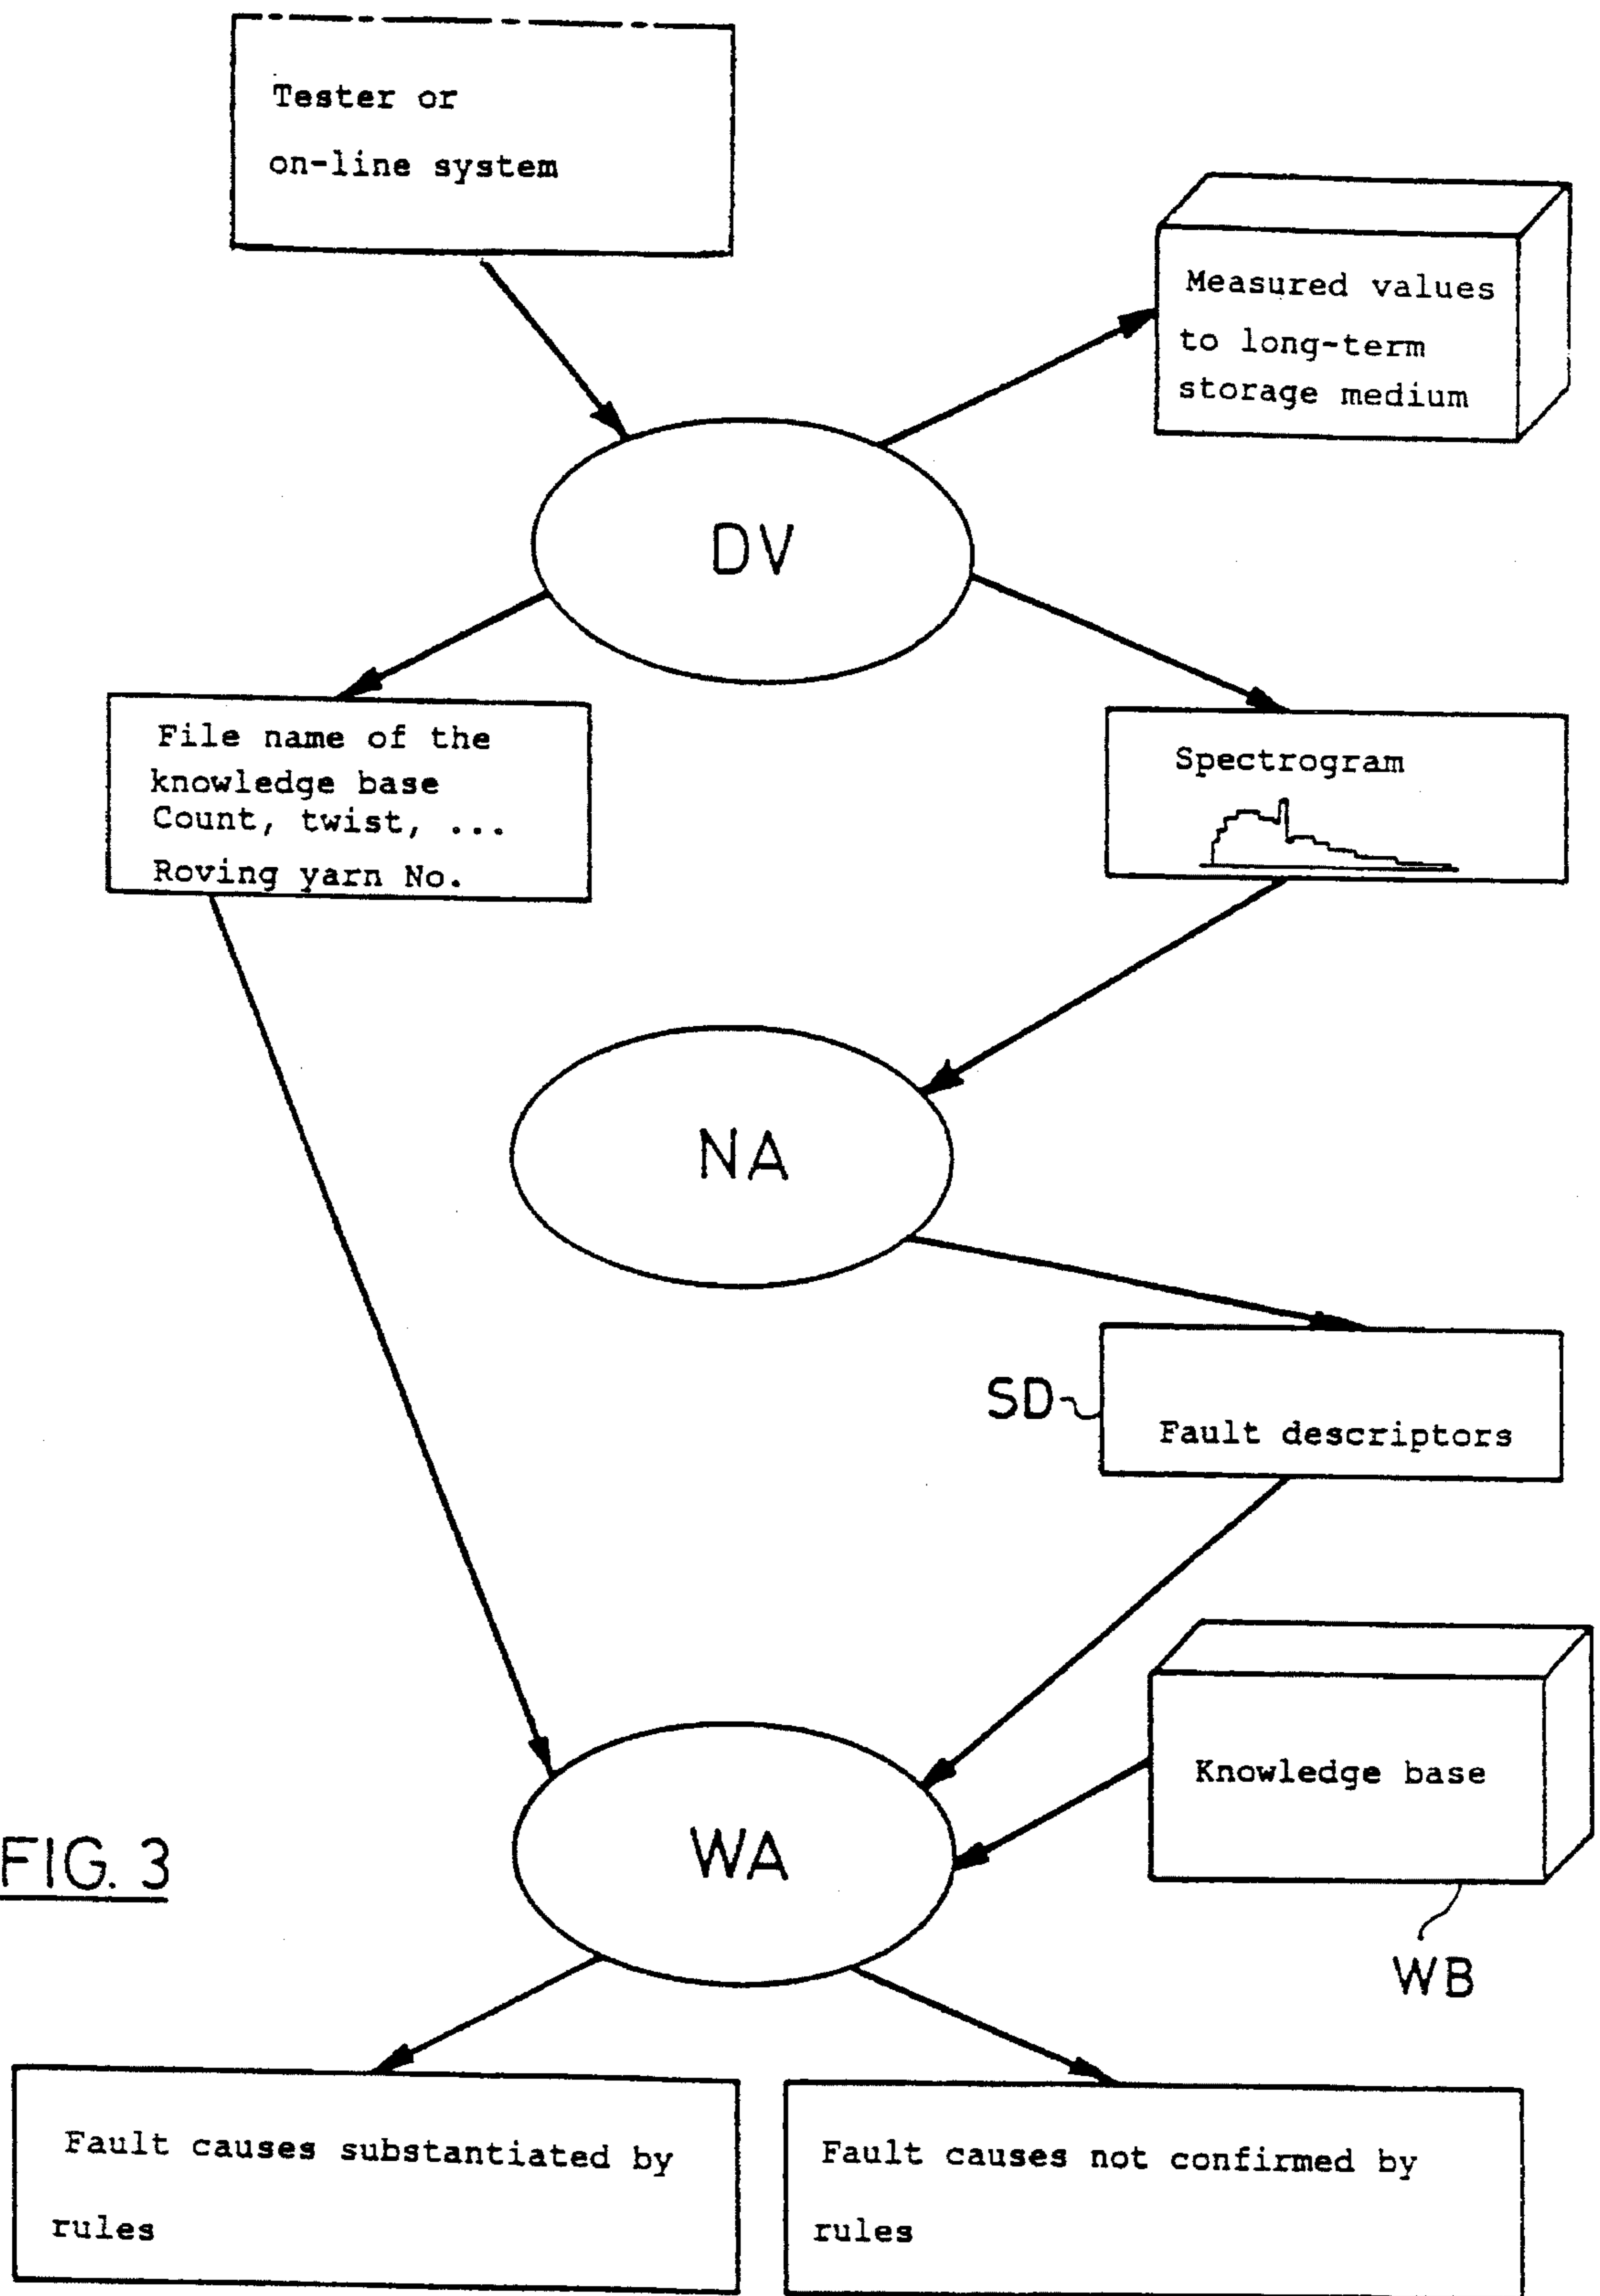 Tester or
on-line system
Measured values
to long-term
storage medium
DV
File name of the
knowledge base
Count, twist, ...
Roving yarn No.
Spectrogram
NA
SD
Fault descriptors
Knowledge base
WA
FIG. 3
WB
Fault causes substantiated by
rules
Fault causes not confirmed by
rules